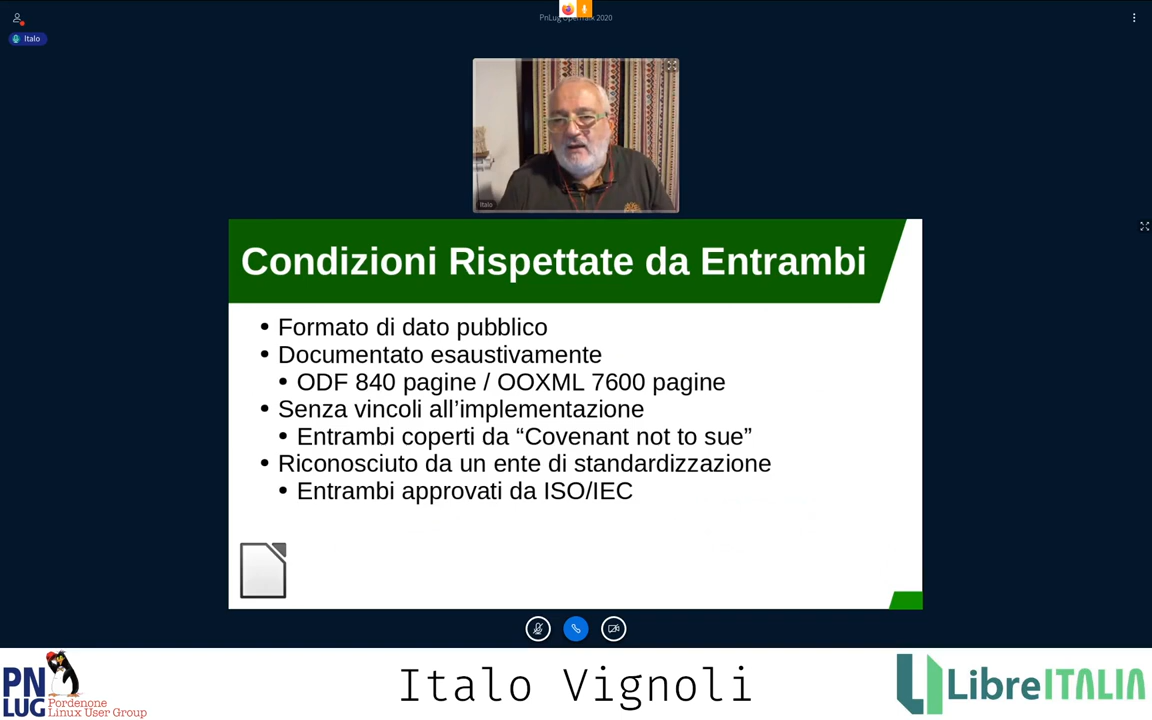 PnLug OpenTalk 2020
Italo
Italo
Condizioni Rispettate da Entrambi
• Formato di dato pubblico
• Documentato esaustivamente
• ODF 840 pagine / OOXML 7600 pagine
• Senza vincoli all’implementazione
• Entrambi coperti da “Covenant not to sue”
• Riconosciuto da un ente di standardizzazione
• Entrambi approvati da ISO/IEC
PN
LUG
Pordenone
Linux User Group
Italo Vignoli
LibreITALIA